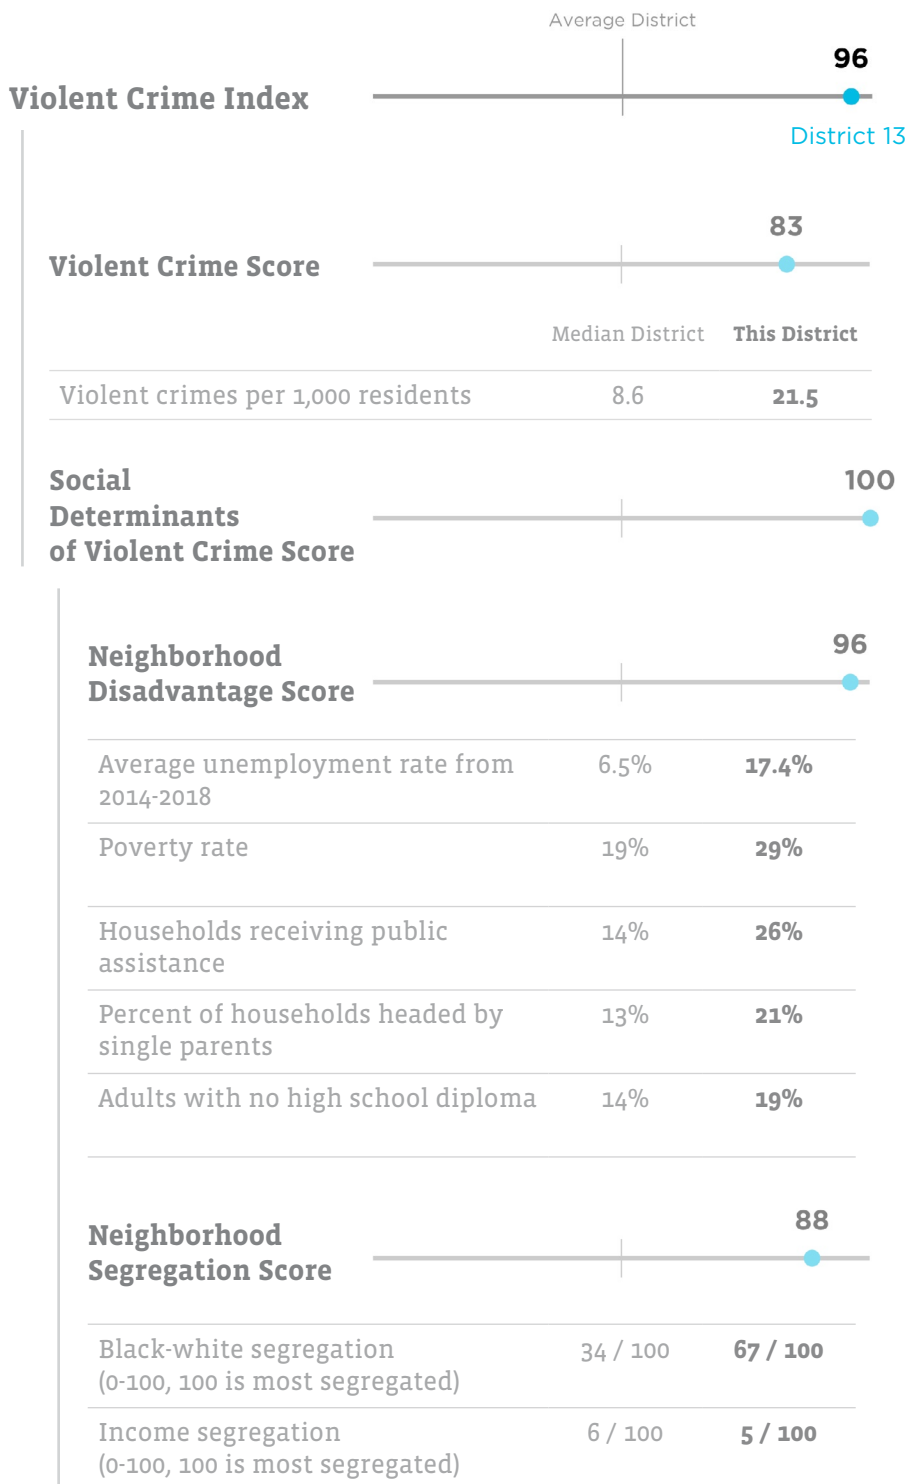 Average District
96
Violent Crime Index
District 13
83
Violent Crime Score
Median District This District
Violent crimes per 1,000 residents 8.6 21.5
100
Social
Determinants
of Violent Crime Score
96
Neighborhood
Disadvantage Score
Average unemployment rate from 6.5% 17.4%
2014-2018
Poverty rate 19% 29%
Households receiving public 14% 26%
assistance
Percent of households headed by 13% 21%
single parents
Adults with no high school diploma 14% 19%
88
Neighborhood
Segregation Score
Black-white segregation 34 / 100 67 / 100
(0-100, 100 is most segregated)
Income segregation 6 / 100 5 / 100
(0-100, 100 is most segregated)